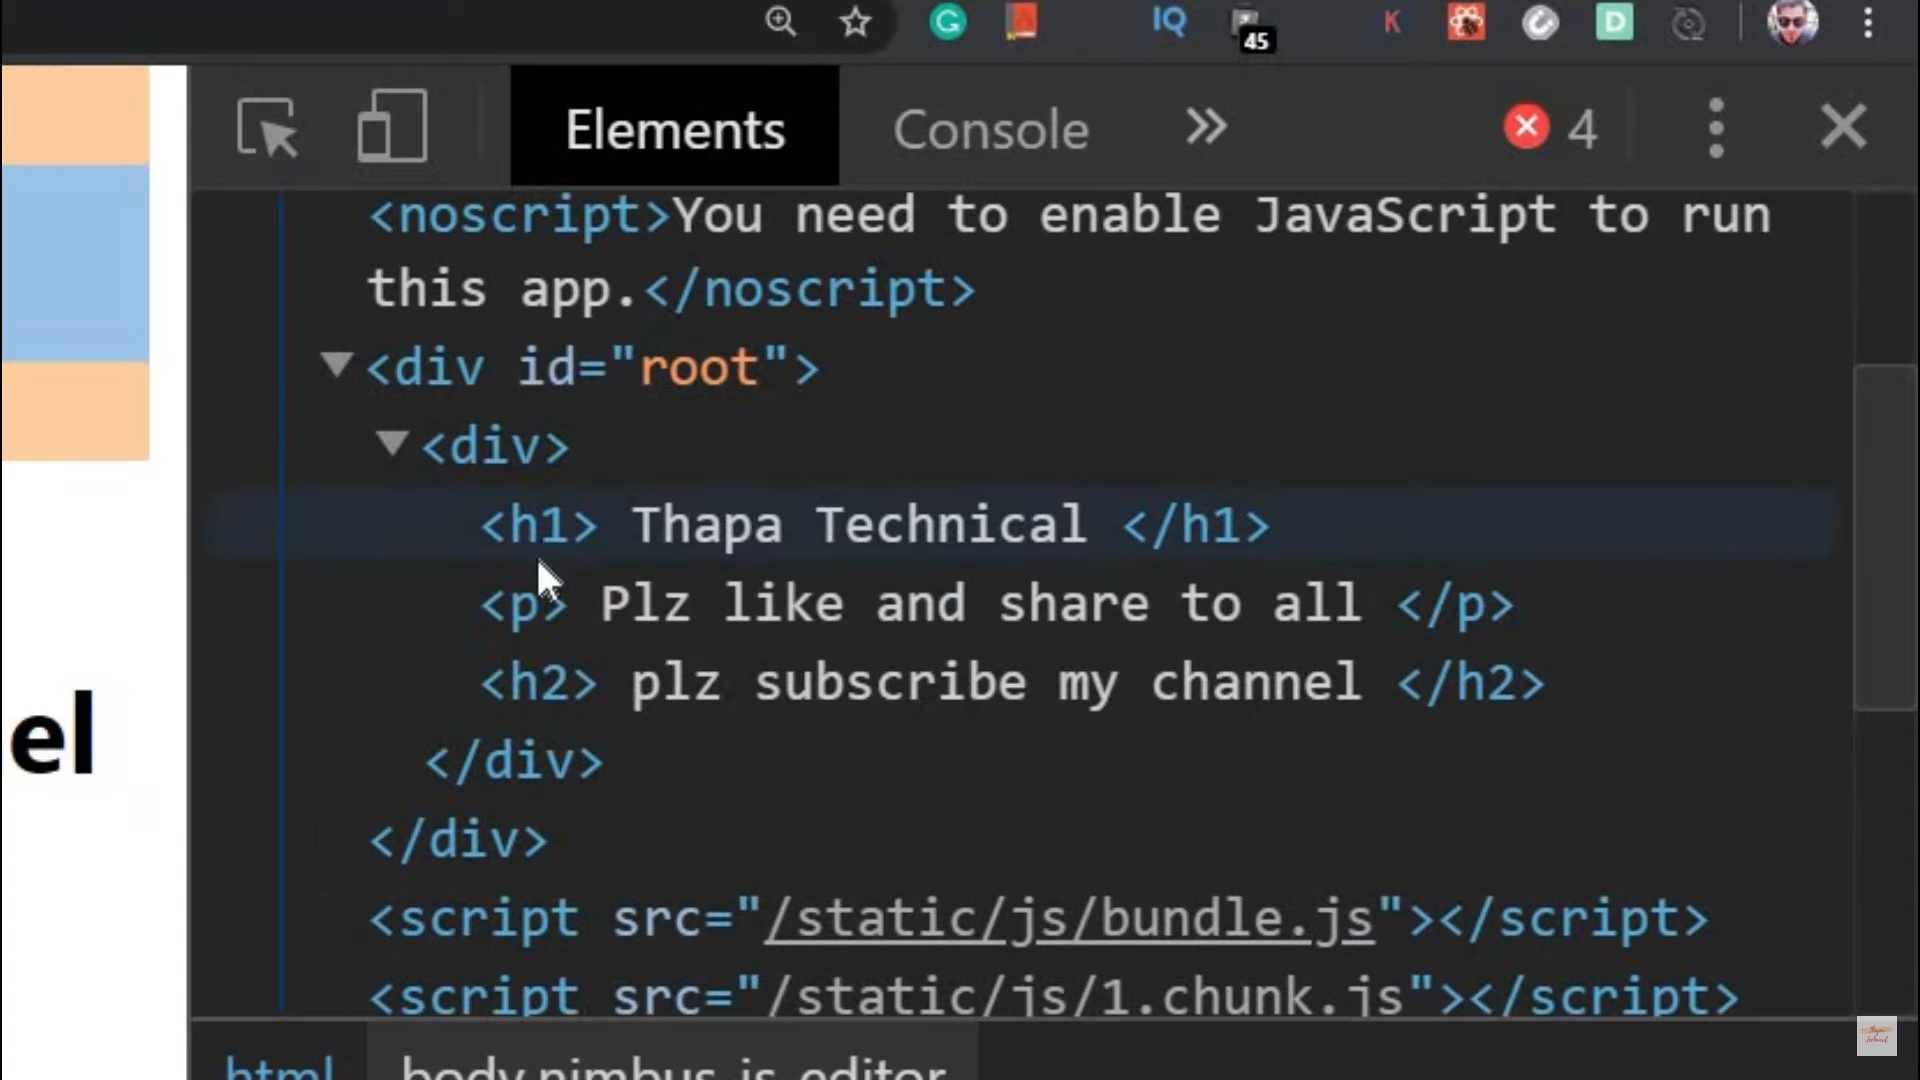 IQ
45
K
D
Elements
Console
4
<noscript>You need to enable JavaScript to run
this app.</noscript>
<div id="root">
<div>
<h1> Thapa Technical </h1>
<p> Plz like and share to all </p>
<h2> plz subscribe my channel </h2>
el
</div>
</div>
<script src="/static/js/bundle.js"></script>
<script src="/static/js/1.chunk.js"></script>
html
body.nimbus-is-editor